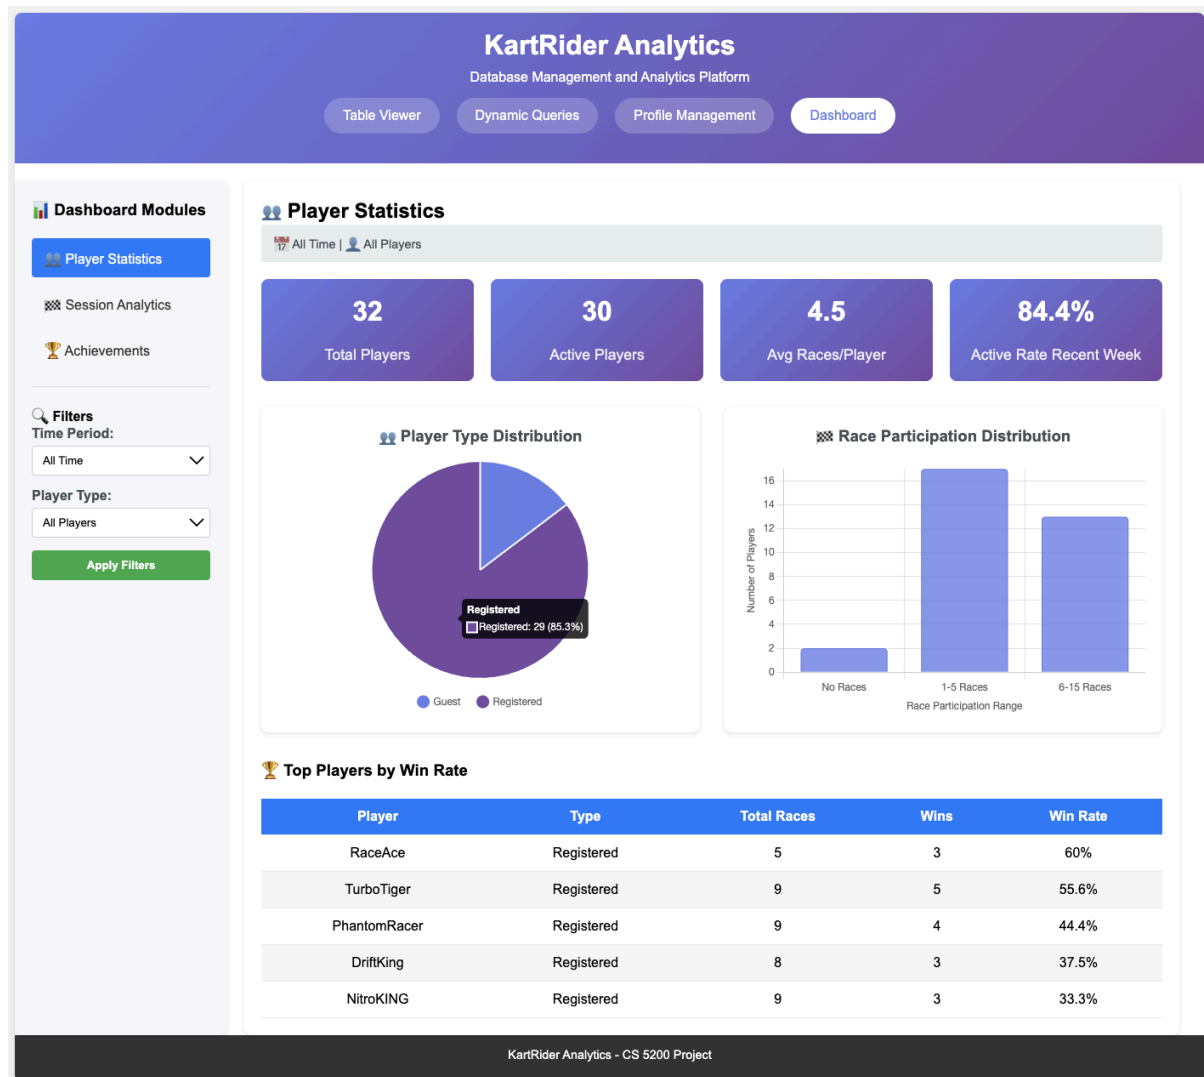 KartRider Analytics
Database Management and Analytics Platform
Table Viewer Dynamic Queries Profile Management Dashboard
Dashboard Modules
Player Statistics
Session Analytics
Achievements
Filters
Time Period:
All Time
Player Type:
All Players
Apply Filters
Player Statistics
17 All Time | All Players
32 30 4.5 84.4%
Total Players Active Players Avg Races/Player Active Rate Recent Week
Player Type Distribution
Registered
Registered: 29 (85.3%)
Guest Registered
Race Participation Distribution
Number of Players
16
14
12
10
8
6
4
2
0
No Races 1-5 Races 6-15 Races
Race Participation Range
Top Players by Win Rate
Player Type Total Races Wins Win Rate
RaceAce Registered 5 3 60%
TurboTiger Registered 9 5 55.6%
PhantomRacer Registered 9 4 44.4%
DriftKing Registered 8 3 37.5%
NitroKING Registered 9 3 33.3%
KartRider Analytics - CS 5200 Project